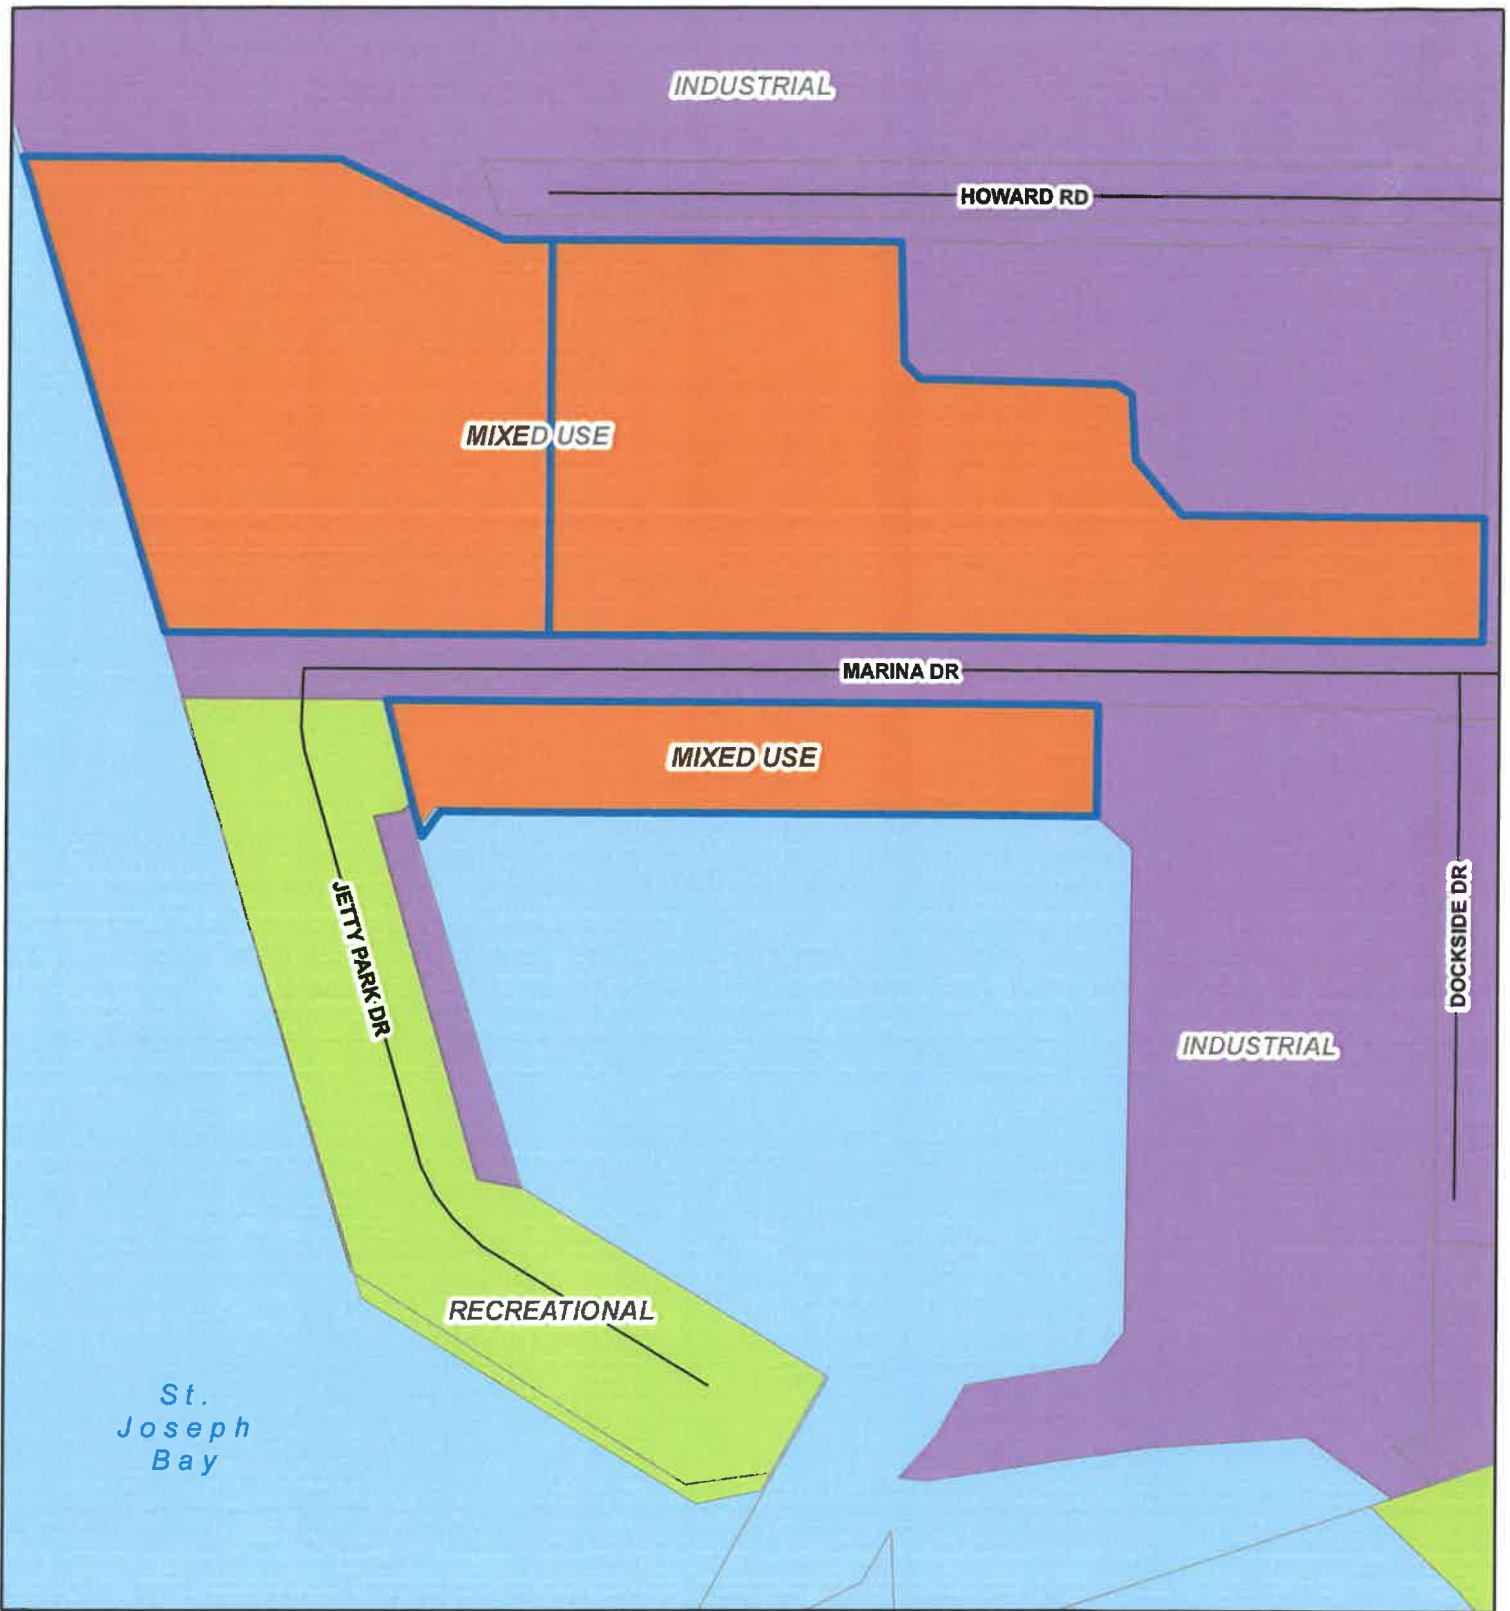 INDUSTRIAL
HOWARD RD
MIXED USE
MARINA DR
MIXED USE
JETTY PARK DR
DOCKSIDE DR
INDUSTRIAL
RECREATIONAL
St.
Joseph
Bay